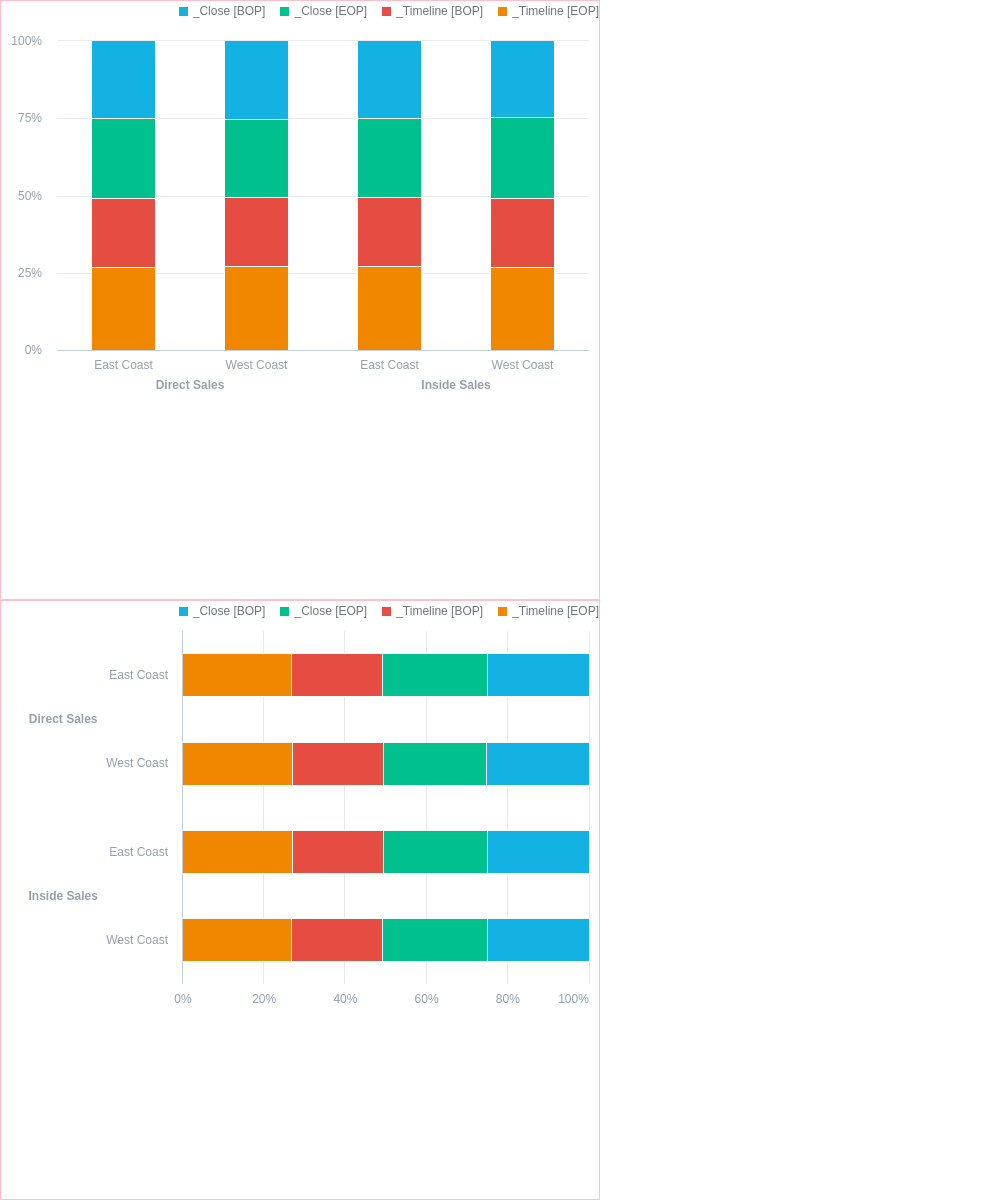 _Close [BOP] _Close [EOP] _Timeline [BOP] _Timeline [EOP]
100%
75%
50%
25%
0%
East Coast West Coast East Coast West Coast
Direct Sales Inside Sales
_Close [BOP] _Close [EOP] _Timeline [BOP] _Timeline [EOP]
East Coast
Direct Sales
West Coast
East Coast
Inside Sales
West Coast
0% 20% 40% 60% 80% 100%